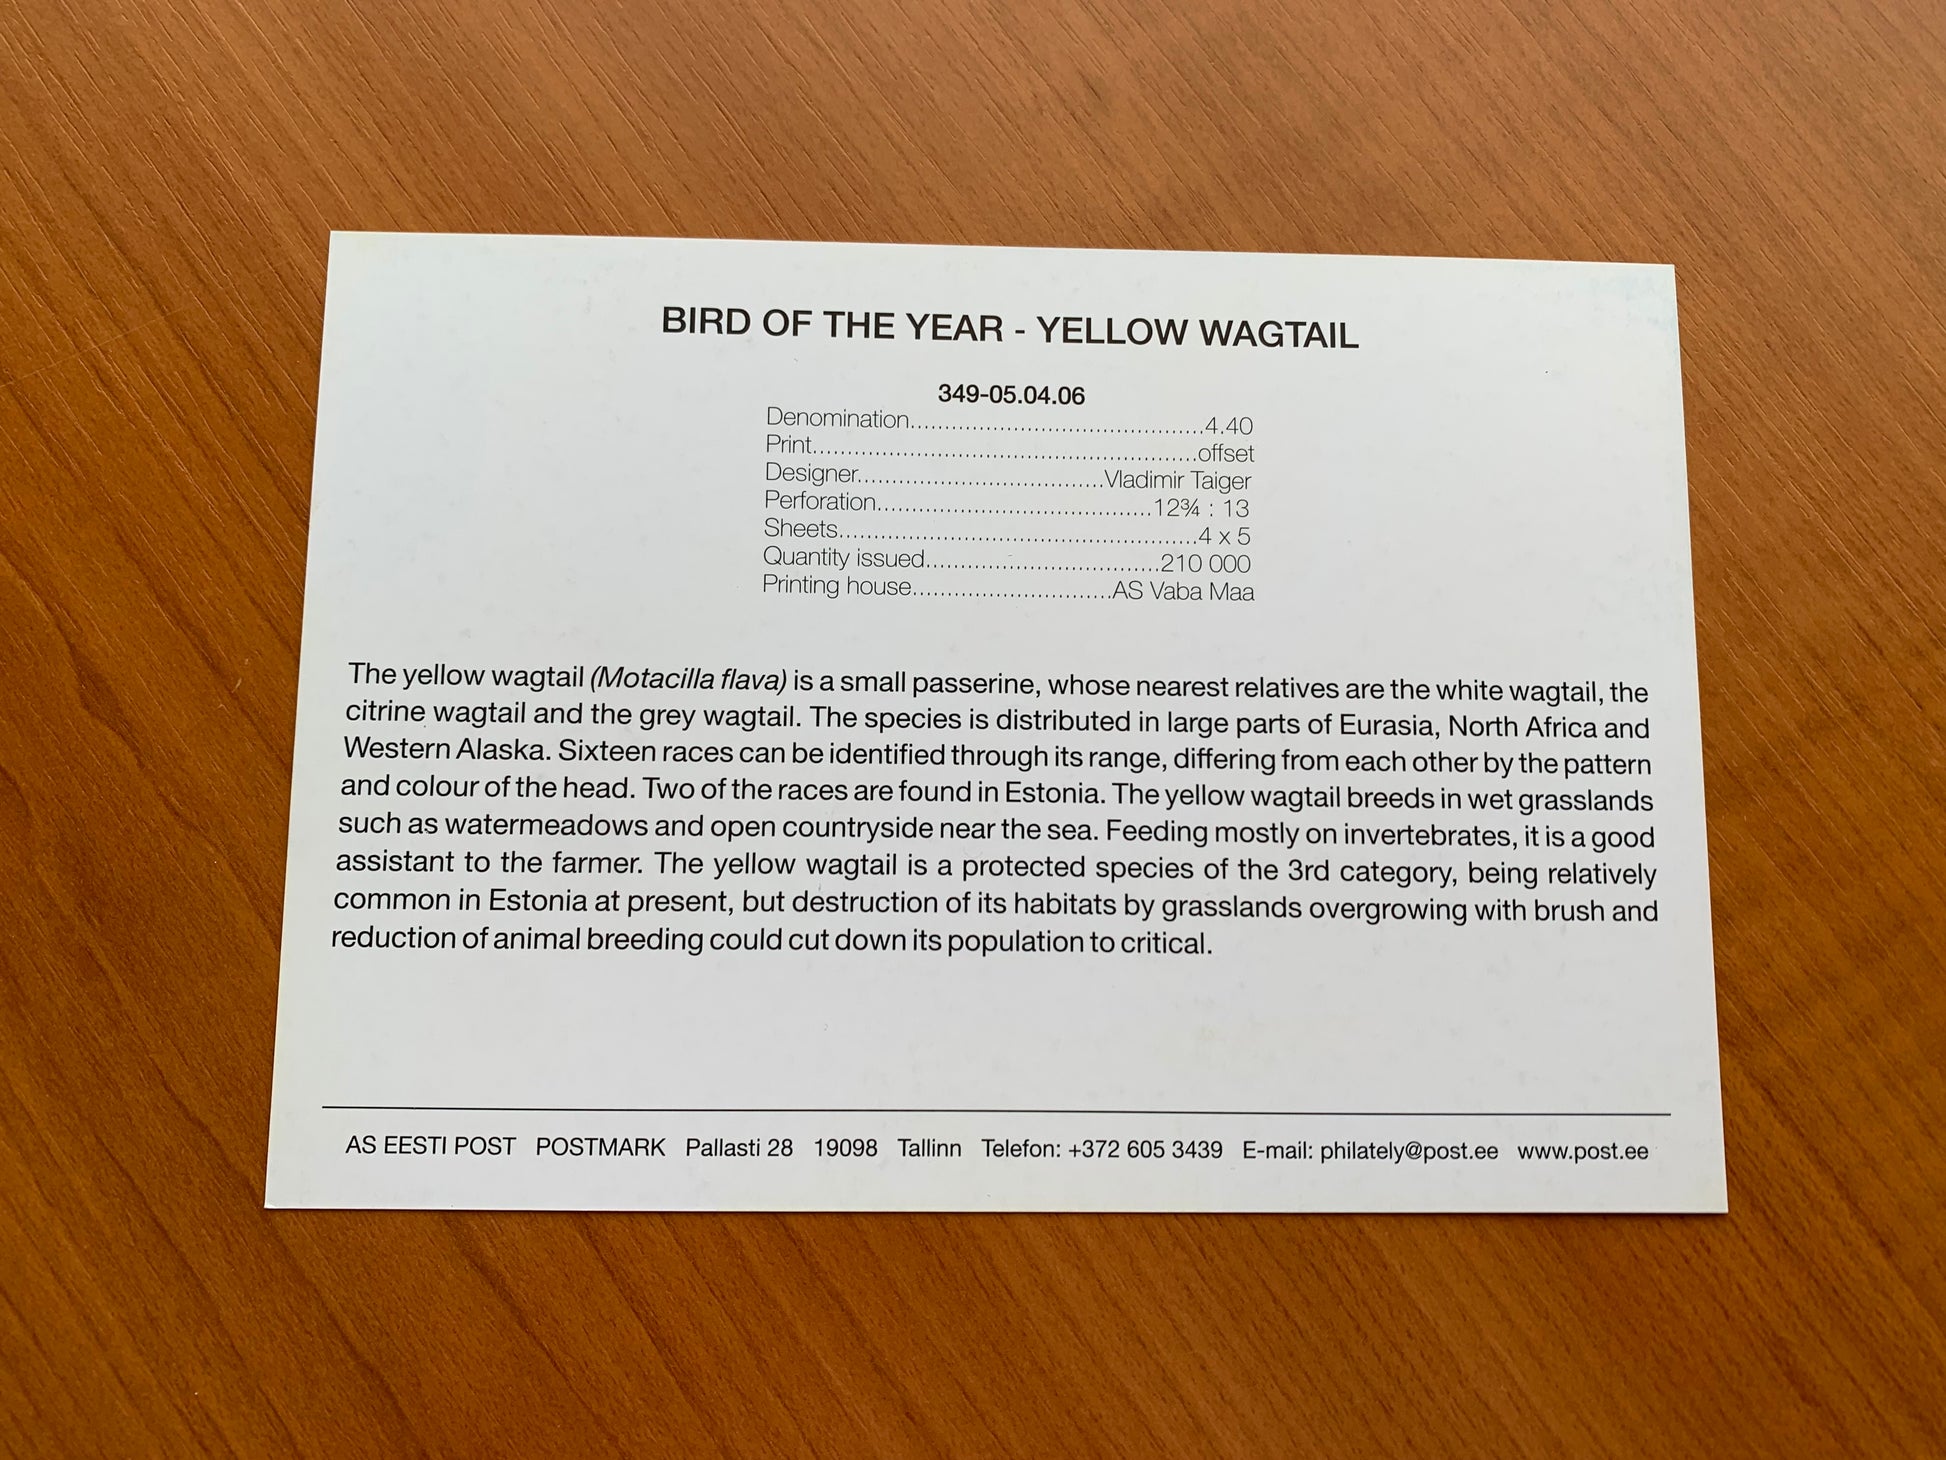 BIRD OF THE YEAR - YELLOW WAGTAIL
349-05.04.06
Denomination..........................................4.40
Print.......................................................offset
Designer...................................Vladimir Taiger
Perforation.......................................12¾ : 13
Sheets...................................................4 x 5
Quantity issued.................................210 000
Printing house............................AS Vaba Maa
The yellow wagtail (Motacilla flava) is a small passerine, whose nearest relatives are the white wagtail, the
citrine wagtail and the grey wagtail. The species is distributed in large parts of Eurasia, North Africa and
Western Alaska. Sixteen races can be identified through its range, differing from each other by the pattern
and colour of the head. Two of the races are found in Estonia. The yellow wagtail breeds in wet grasslands
such as watermeadows and open countryside near the sea. Feeding mostly on invertebrates, it is a good
assistant to the farmer. The yellow wagtail is a protected species of the 3rd category, being relatively
common in Estonia at present, but destruction of its habitats by grasslands overgrowing with brush and
reduction of animal breeding could cut down its population to critical.
AS EESTI POST POSTMARK Pallasti 28 19098 Tallinn Telefon: +372 605 3439 E-mail: philately@post.ee www.post.ee